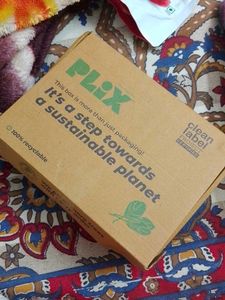 PLIX
This box is more than just packaging!
It's a step towards
a sustainable planet
clean
label
100% recyclable